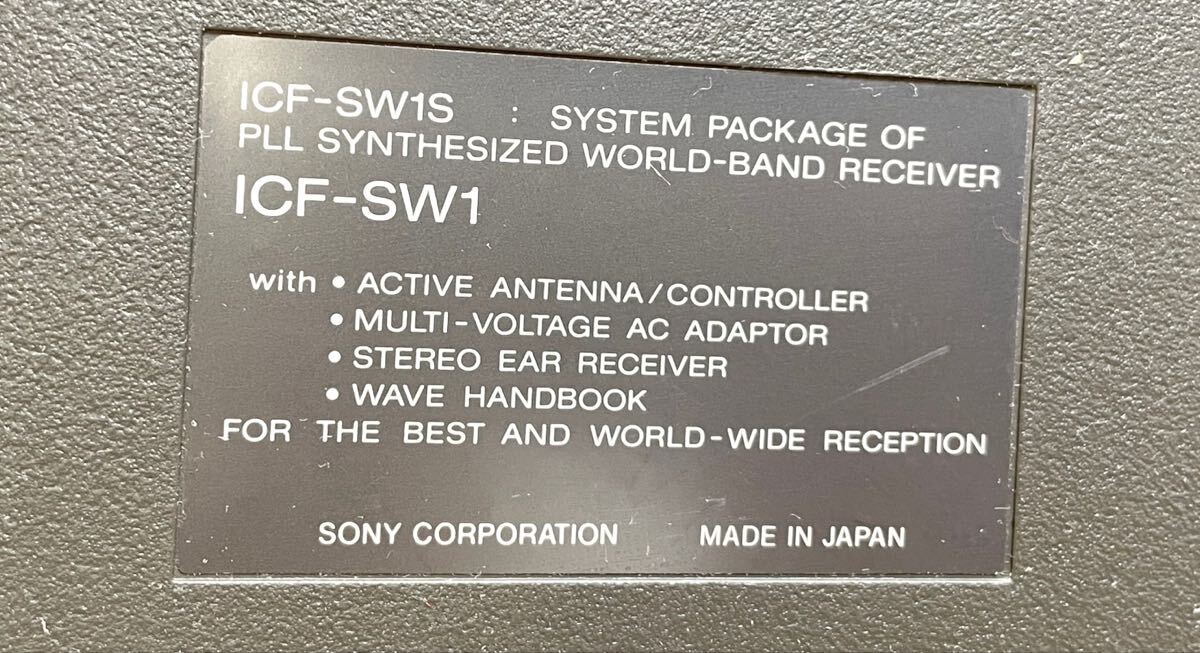 ICF-SW1S : SYSTEM PACKAGE OF
PLL SYNTHESIZED WORLD-BAND RECEIVER
ICF-SW1
with • ACTIVE ANTENNA/CONTROLLER
• MULTI-VOLTAGE AC ADAPTOR
• STEREO EAR RECEIVER
• WAVE HANDBOOK
FOR THE BEST AND WORLD-WIDE RECEPTION
SONY CORPORATION MADE IN JAPAN